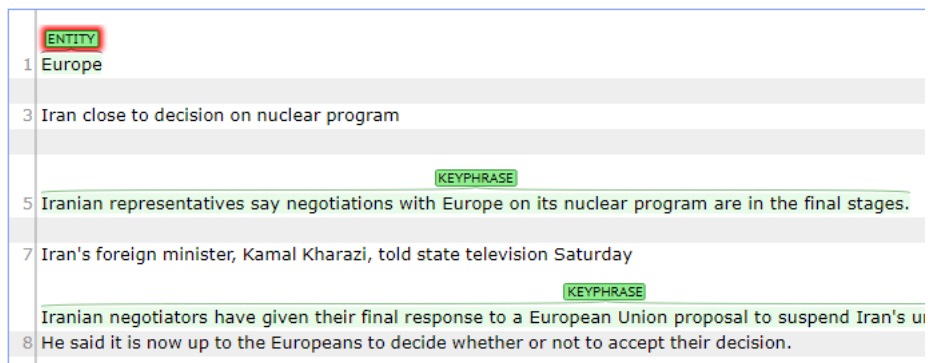 ENTITY
1 Europe
3 Iran close to decision on nuclear program
KEYPHRASE
5 Iranian representatives say negotiations with Europe on its nuclear program are in the final stages.
7 Iran's foreign minister, Kamal Kharazi, told state television Saturday
KEYPHRASE
Iranian negotiators have given their final response to a European Union proposal to suspend Iran's
8 He said it is now up to the Europeans to decide whether or not to accept their decision.